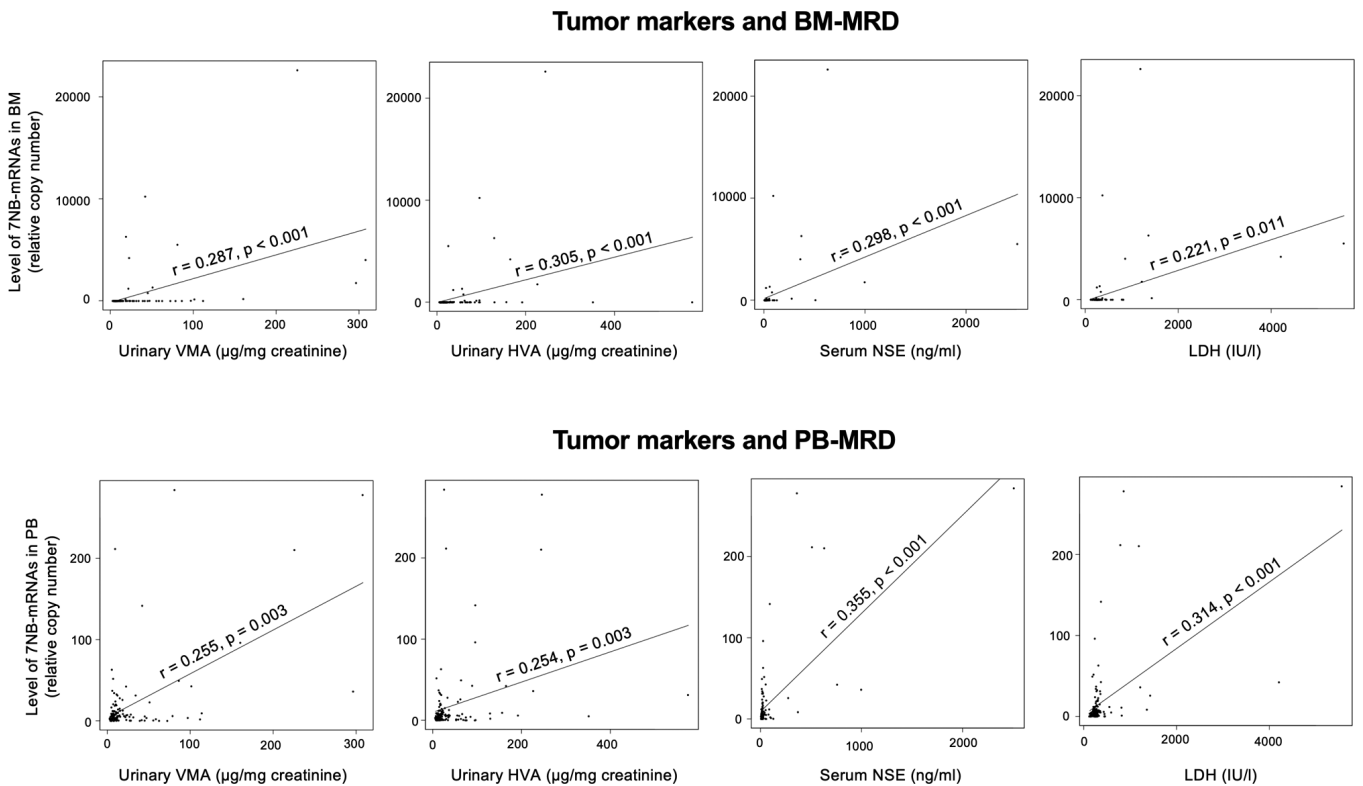 Tumor markers and BM-MRD
Level of 7NB-mRNAs in BM
(relative copy number)
20000
10000
0
r = 0.287, p < 0.001
0 100 200 300
Urinary VMA (µg/mg creatinine)
20000
10000
0
r = 0.305, p < 0.001
0 200 400
Urinary HVA (µg/mg creatinine)
20000
10000
0
r = 0.298, p < 0.001
0 1000 2000
Serum NSE (ng/ml)
20000
10000
0
r = 0.221, p = 0.011
0 2000 4000
LDH (IU/l)
Tumor markers and PB-MRD
Level of 7NB-mRNAs in PB
(relative copy number)
200
100
0
r = 0.255, p = 0.003
0 100 200 300
Urinary VMA (µg/mg creatinine)
200
100
0
r = 0.254, p = 0.003
0 200 400
Urinary HVA (µg/mg creatinine)
200
100
0
r = 0.355, p < 0.001
0 1000 2000
Serum NSE (ng/ml)
200
100
0
r = 0.314, p < 0.001
0 2000 4000
LDH (IU/l)